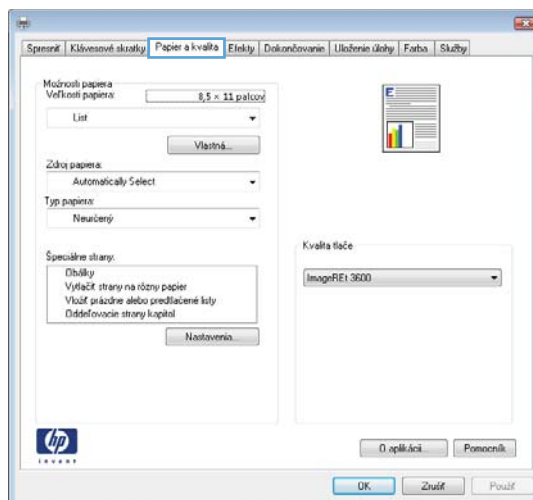 Spresniť Klávesové skratky Papier a kvalita Efekty Dokončovanie Uloženie úlohy Farba Služby
Možnosti papiera
Veľkosti papiera: 8,5 × 11 palcov
List
Vlastná...
Zdroj papiera:
Automatically Select
Typ papiera:
Neurčený
Špeciálne strany:
Obálky
Vytlačiť strany na rôzny papier
Vložiť prázdne alebo predtlačené listy
Oddeľovacie strany kapitol
Nastavenia...
Kvalita tlače
ImageREt 3600
E
hp
invent
O aplikácii... Pomocník
OK Zrušiť Použiť